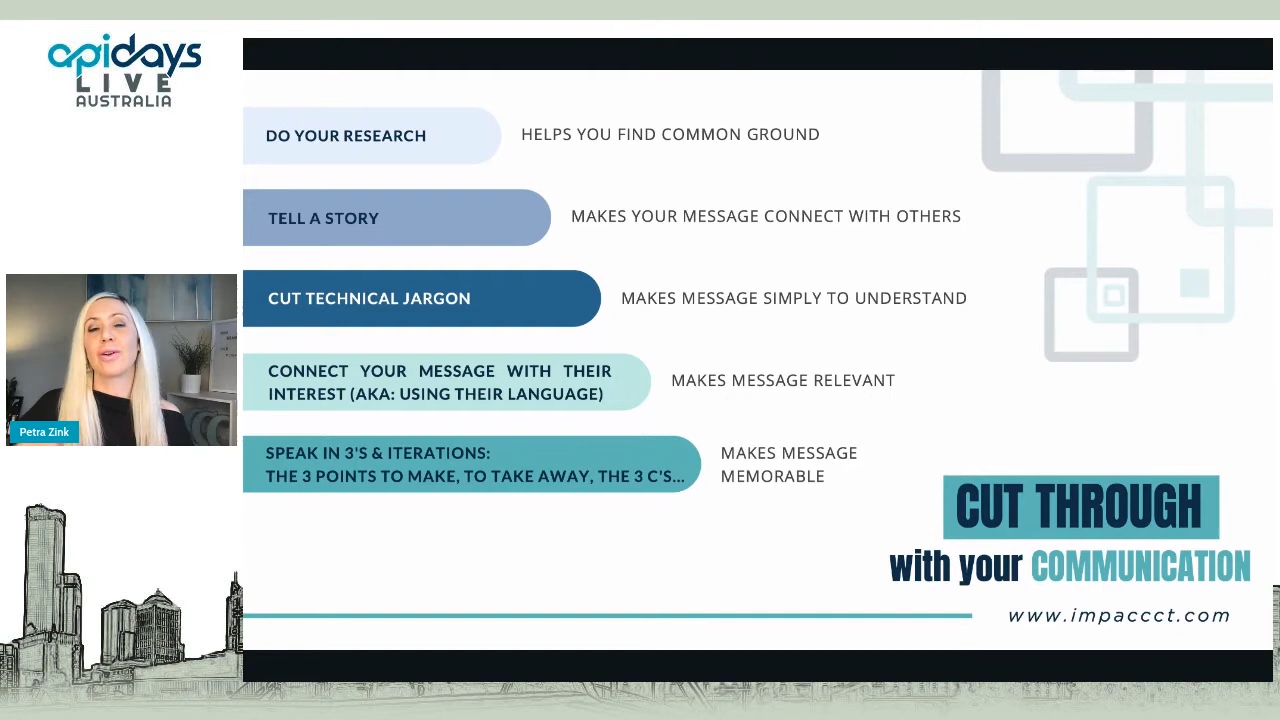 apidays
LIVE
AUSTRALIA
DO YOUR RESEARCH
HELPS YOU FIND COMMON GROUND
TELL A STORY
MAKES YOUR MESSAGE CONNECT WITH OTHERS
CUT TECHNICAL JARGON
MAKES MESSAGE SIMPLY TO UNDERSTAND
CONNECT YOUR MESSAGE WITH THEIR
INTEREST (AKA: USING THEIR LANGUAGE)
MAKES MESSAGE RELEVANT
SPEAK IN 3'S & ITERATIONS:
THE 3 POINTS TO MAKE, TO TAKE AWAY, THE 3 C'S...
MAKES MESSAGE
MEMORABLE
Petra Zink
CUT THROUGH
with your COMMUNICATION
www.impaccct.com